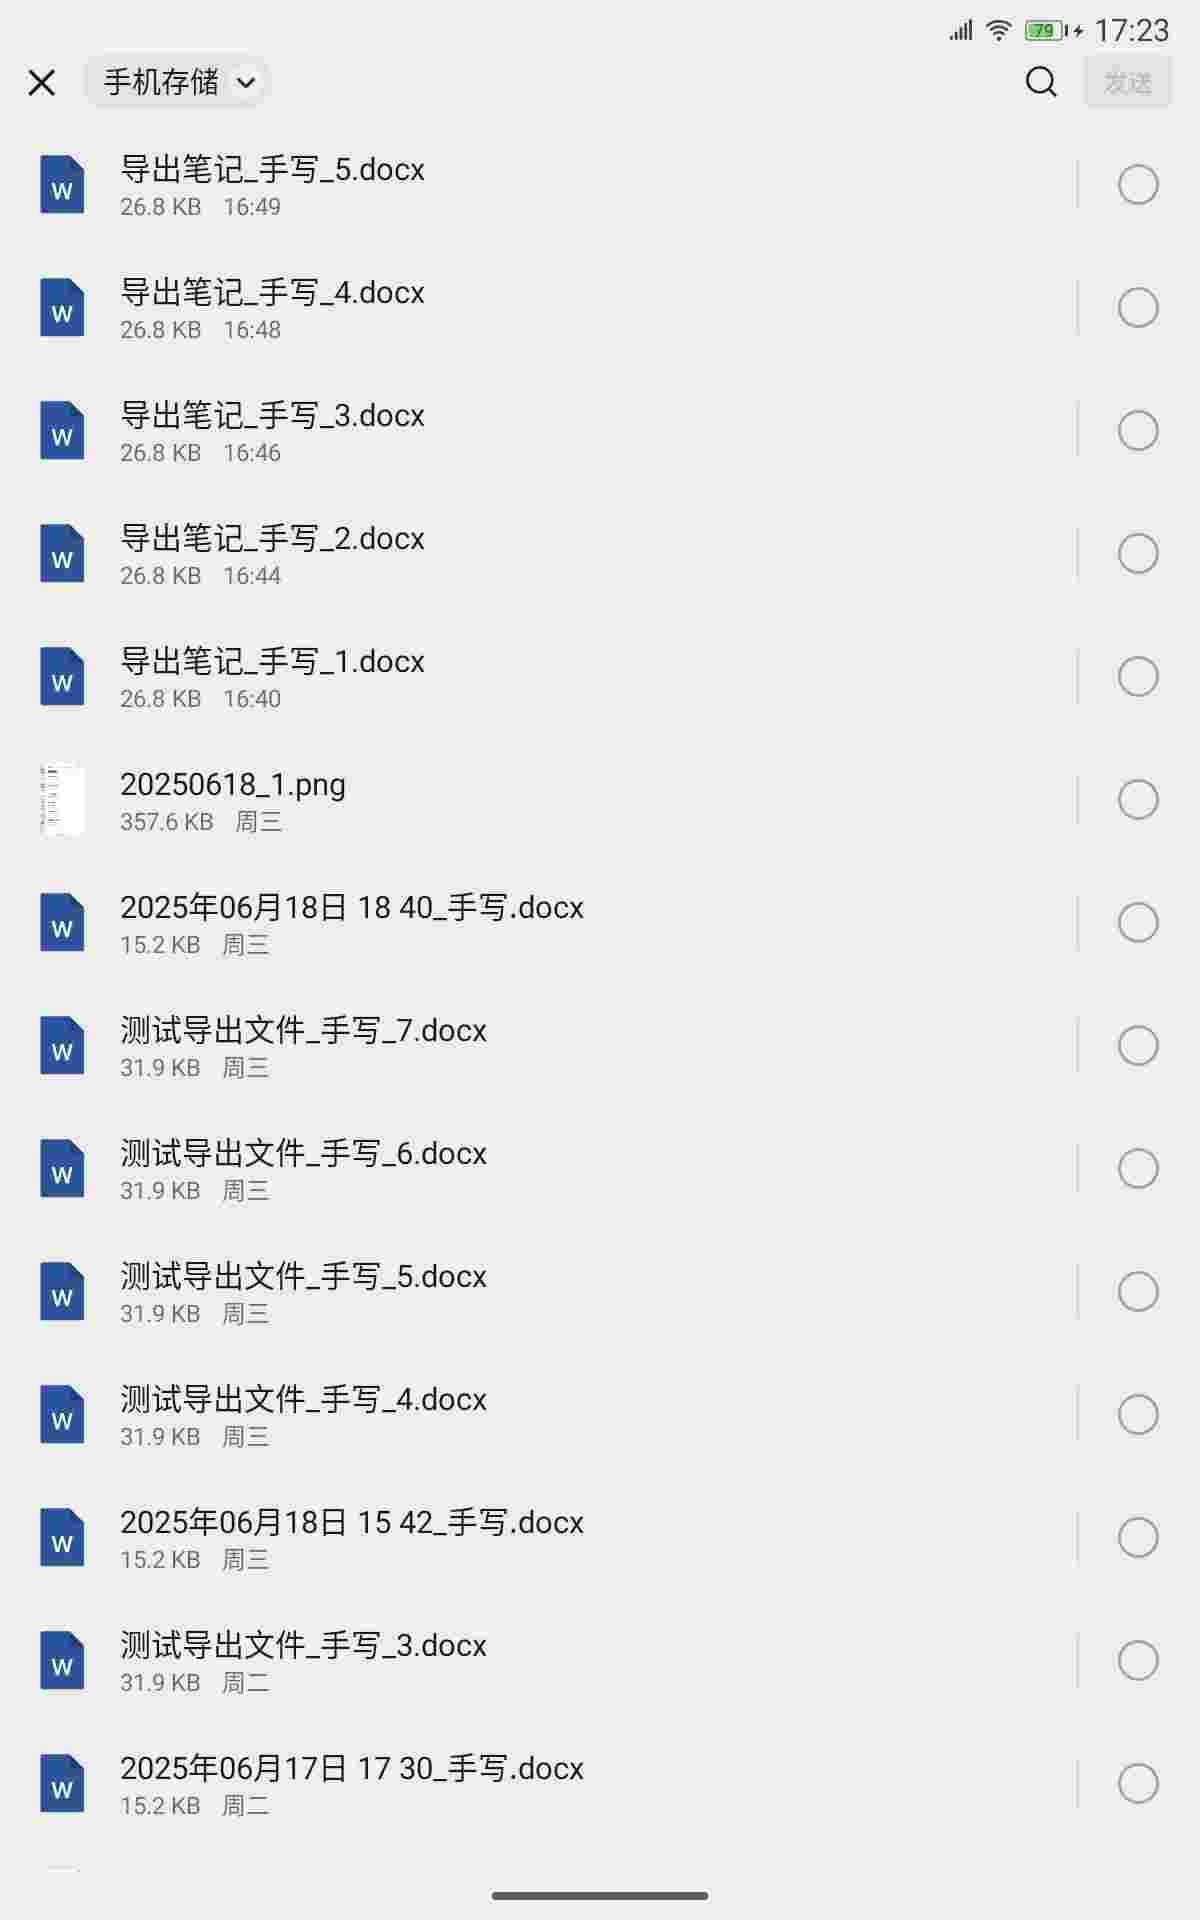 79 17:23
手机存储 发送
W 导出笔记_手写_5.docx
26.8 KB 16:49
W 导出笔记_手写_4.docx
26.8 KB 16:48
W 导出笔记_手写_3.docx
26.8 KB 16:46
W 导出笔记_手写_2.docx
26.8 KB 16:44
W 导出笔记_手写_1.docx
26.8 KB 16:40
20250618_1.png
357.6 KB 周三
W 2025年06月18日 18 40_手写.docx
15.2 KB 周三
W 测试导出文件_手写_7.docx
31.9 KB 周三
W 测试导出文件_手写_6.docx
31.9 KB 周三
W 测试导出文件_手写_5.docx
31.9 KB 周三
W 测试导出文件_手写_4.docx
31.9 KB 周三
W 2025年06月18日 15 42_手写.docx
15.2 KB 周三
W 测试导出文件_手写_3.docx
31.9 KB 周二
W 2025年06月17日 17 30_手写.docx
15.2 KB 周二